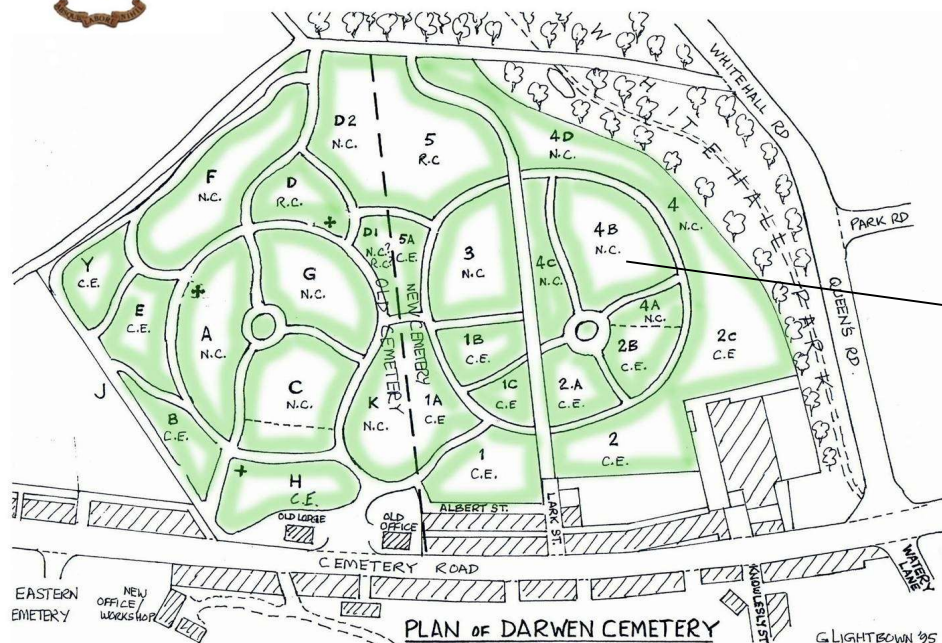 WHITEHALL RD
WHITEHALL PARK
PARK RD
QUEEN'S RD.
D2
N.C.
5
R.C
4D
N.C.
F
N.C.
D
R.C.
D1
N.C.?
R.C?
5A
C.E.
3
N.C
4C
N.C.
4B
N.C.
4
N.C.
Y
C.E.
E
C.E.
A
N.C.
G
N.C.
OLD CEMETERY
NEW CEMETERY
1B
C.E.
4A
N.C.
2B
C.E.
2C
C.E
J
B
C.E.
C
N.C.
K
N.C.
1A
C.E
1C
C.E
2.A
C.E.
H
C.E.
1
C.E.
2
C.E.
OLD LODGE
OLD
OFFICE
ALBERT ST.
LARK ST.
CEMETERY ROAD
EASTERN
EMETERY
NEW
OFFICE/
WORKSHOP
KNOWLESLY ST
WATERY
LANE
PLAN OF DARWEN CEMETERY
G LIGHTBOWN '95